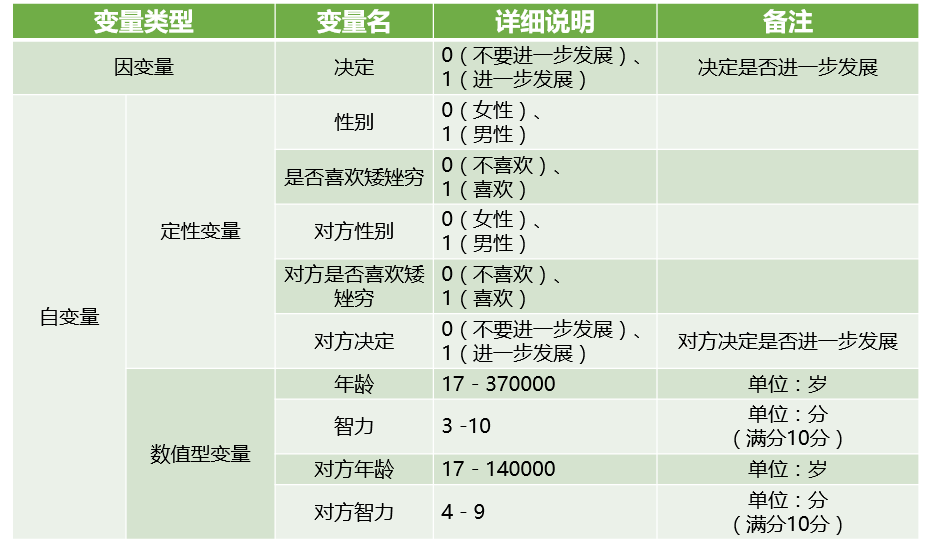 变量类型 变量名 详细说明 备注
因变量 决定 0（不要进一步发展）、
1（进一步发展） 决定是否进一步发展
自变量
定性变量
性别 0（女性）、
1（男性）
是否喜欢矮矬穷 0（不喜欢）、
1（喜欢）
对方性别 0（女性）、
1（男性）
对方是否喜欢矮
矬穷 0（不喜欢）、
1（喜欢）
对方决定 0（不要进一步发展）、
1（进一步发展） 对方决定是否进一步发展
数值型变量
年龄 17 - 370000 单位：岁
智力 3 -10 单位：分
（满分10分）
对方年龄 17 - 140000 单位：岁
对方智力 4 - 9 单位：分
（满分10分）